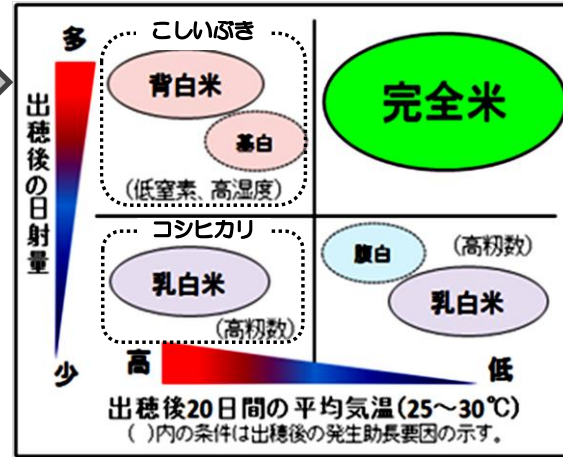 多
こしいぶき
背白米
基白
(低窒素、高湿度)
完全米
出穂後の日射量
コシヒカリ
乳白米
(高籾数)
腹白
(高籾数)
乳白米
少
高
低
出穂後20日間の平均気温(25～30℃)
( )内の条件は出穂後の発生助長要因の示す。